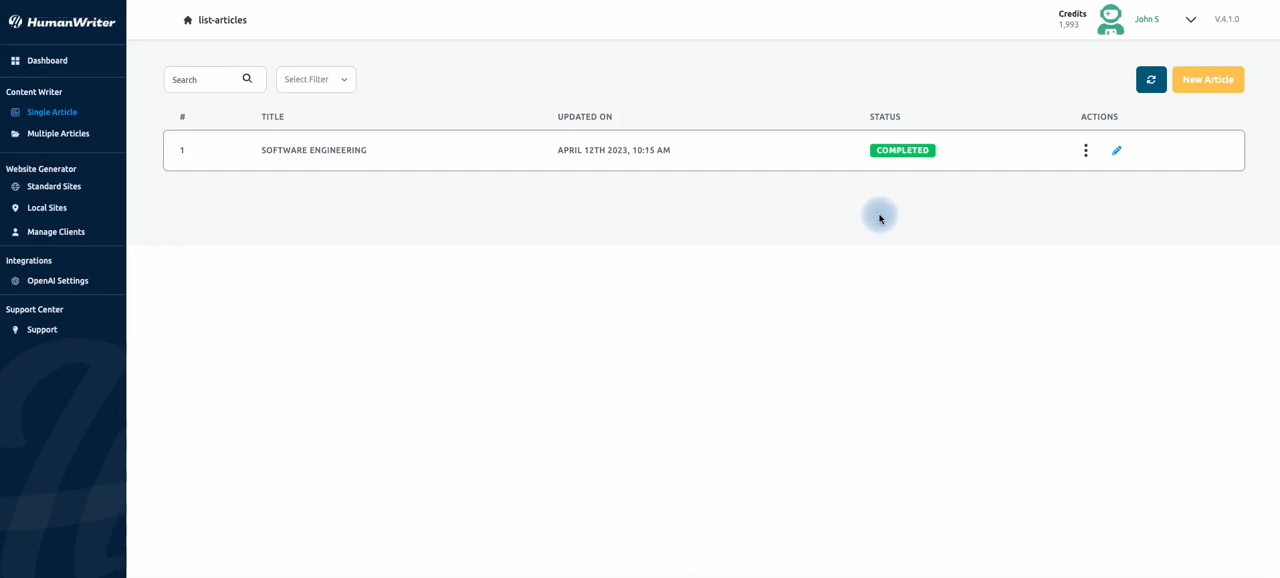 HumanWriter
list-articles
Credits
1,993
John S
V.4.1.0
Dashboard
Content Writer
Single Article
Multiple Articles
Website Generator
Standard Sites
Local Sites
Manage Clients
Integrations
OpenAI Settings
Support Center
Support
Search
Select Filter
New Article
# TITLE UPDATED ON STATUS ACTIONS
1 SOFTWARE ENGINEERING APRIL 12TH 2023, 10:15 AM COMPLETED